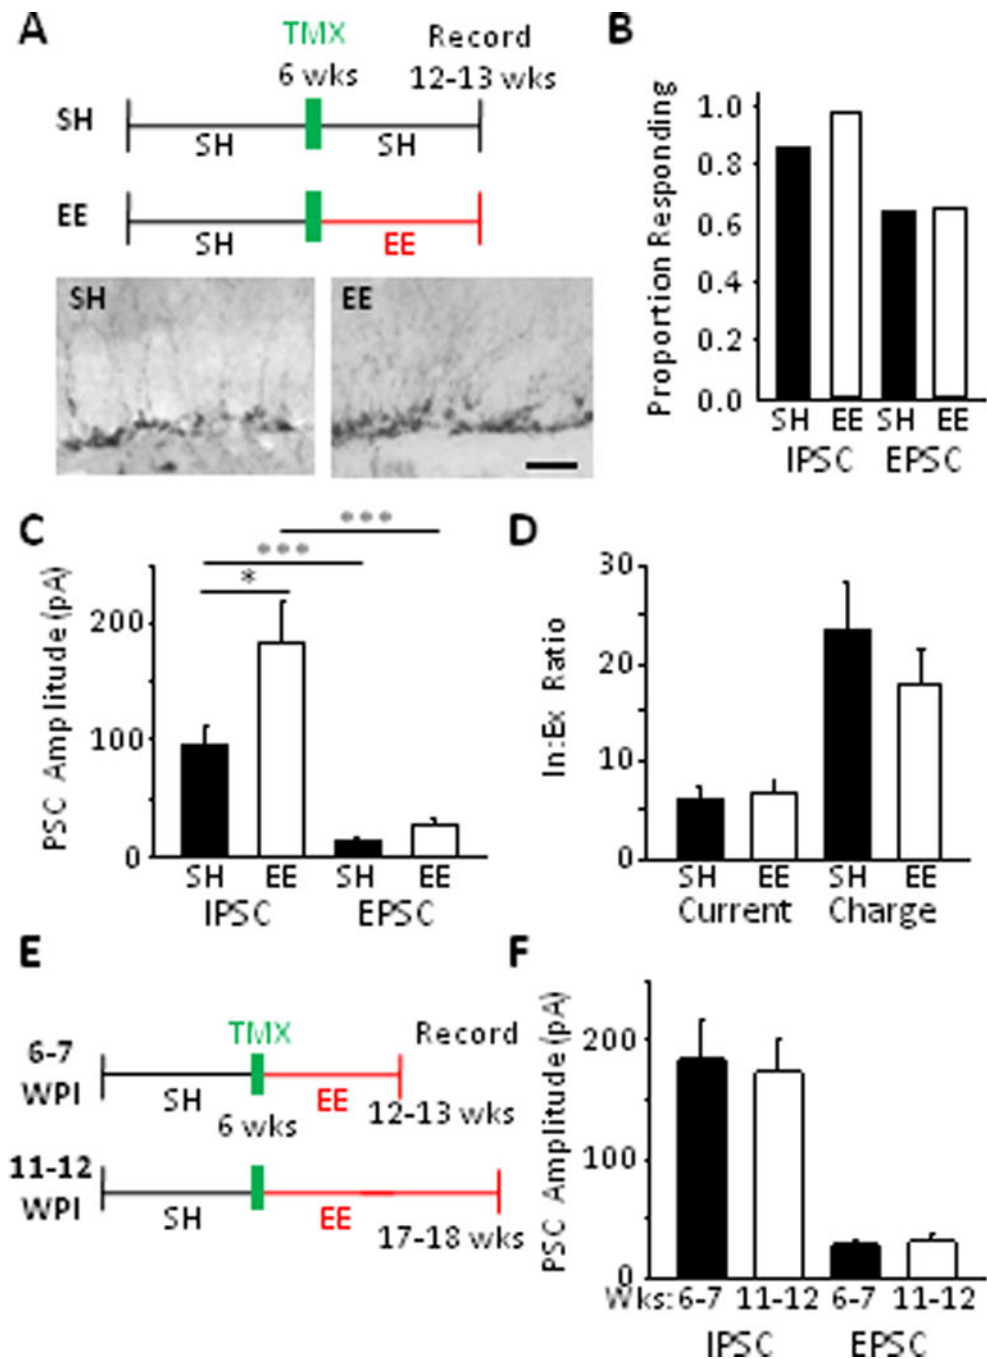 A
TMX
Record
6 wks
12-13 wks
SH
SH
SH
EE
SH
EE
SH
EE
B
Proportion Responding
1.0
0.8
0.6
0.4
0.2
0.0
SH EE SH EE
IPSC EPSC
C
***
***
*
PSC Amplitude (pA)
200
100
0
SH EE SH EE
IPSC EPSC
D
In:Ex Ratio
30
20
10
0
SH EE SH EE
Current Charge
E
TMX
Record
6-7
WPI
SH
EE
6 wks
12-13 wks
11-12
WPI
SH
EE
17-18 wks
F
PSC Amplitude (pA)
200
100
0
Wks: 6-7 11-12 6-7 11-12
IPSC EPSC